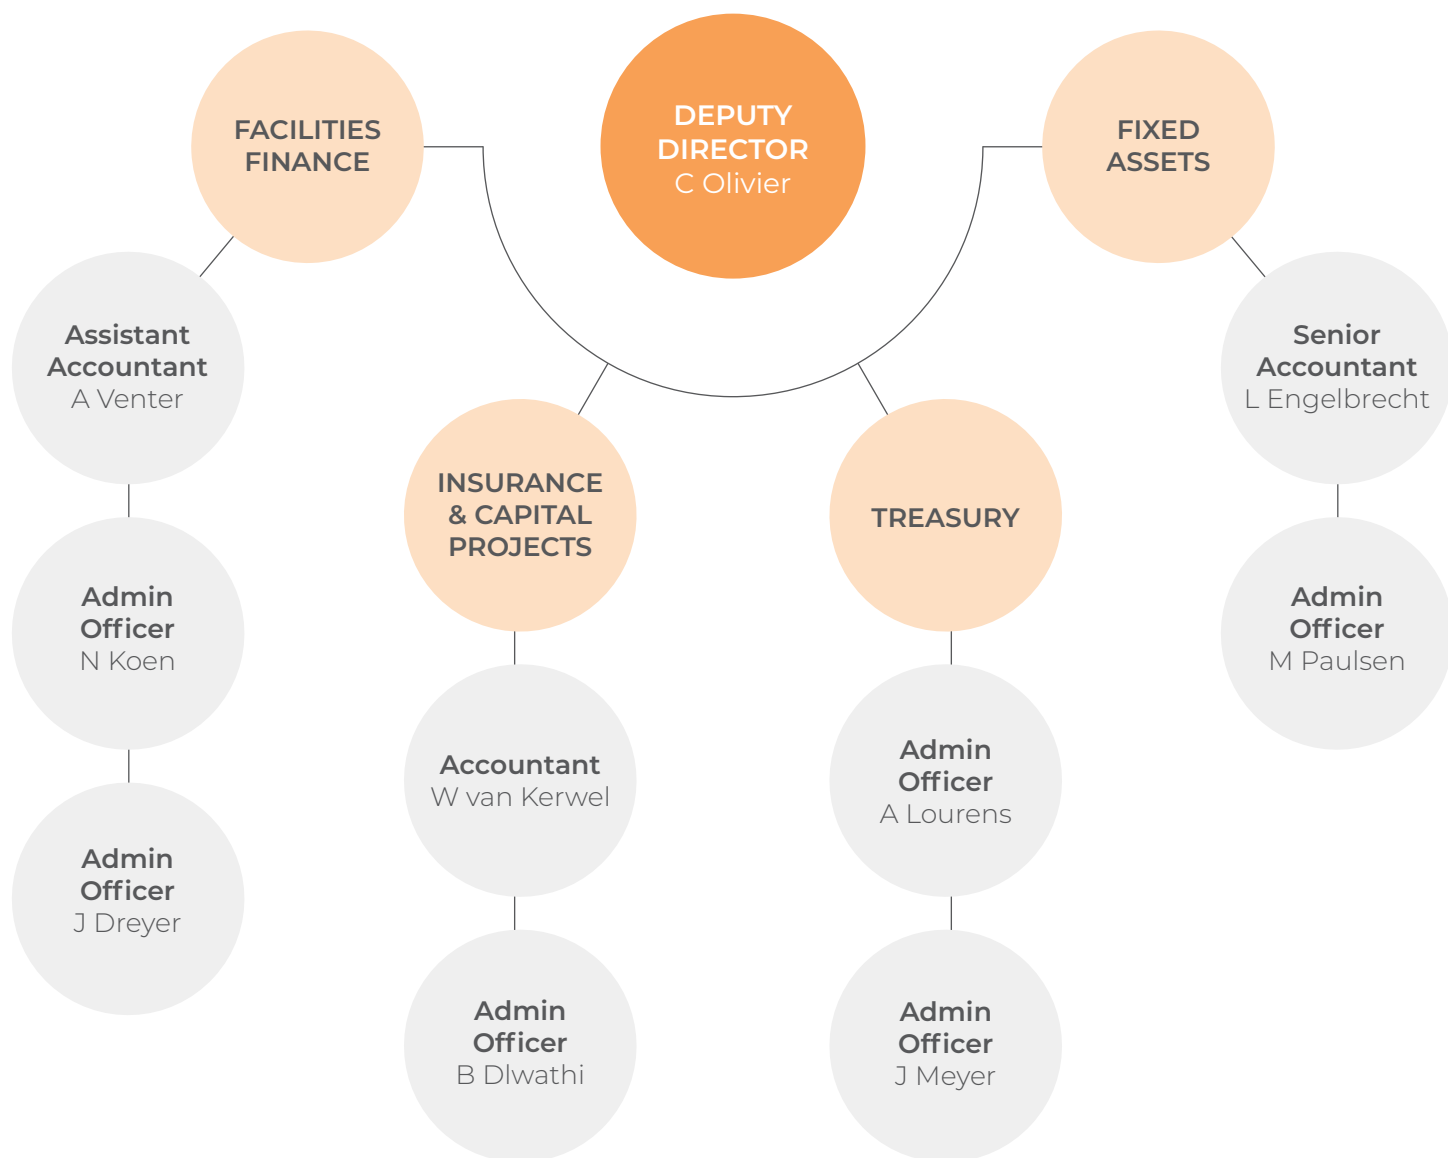 DEPUTY
DIRECTOR
C Olivier
FACILITIES
FINANCE
Assistant
Accountant
A Venter
Admin
Officer
N Koen
Admin
Officer
J Dreyer
INSURANCE
& CAPITAL
PROJECTS
Accountant
W van Kerwel
Admin
Officer
B Dlwathi
TREASURY
Admin
Officer
A Lourens
Admin
Officer
J Meyer
FIXED
ASSETS
Senior
Accountant
L Engelbrecht
Admin
Officer
M Paulsen